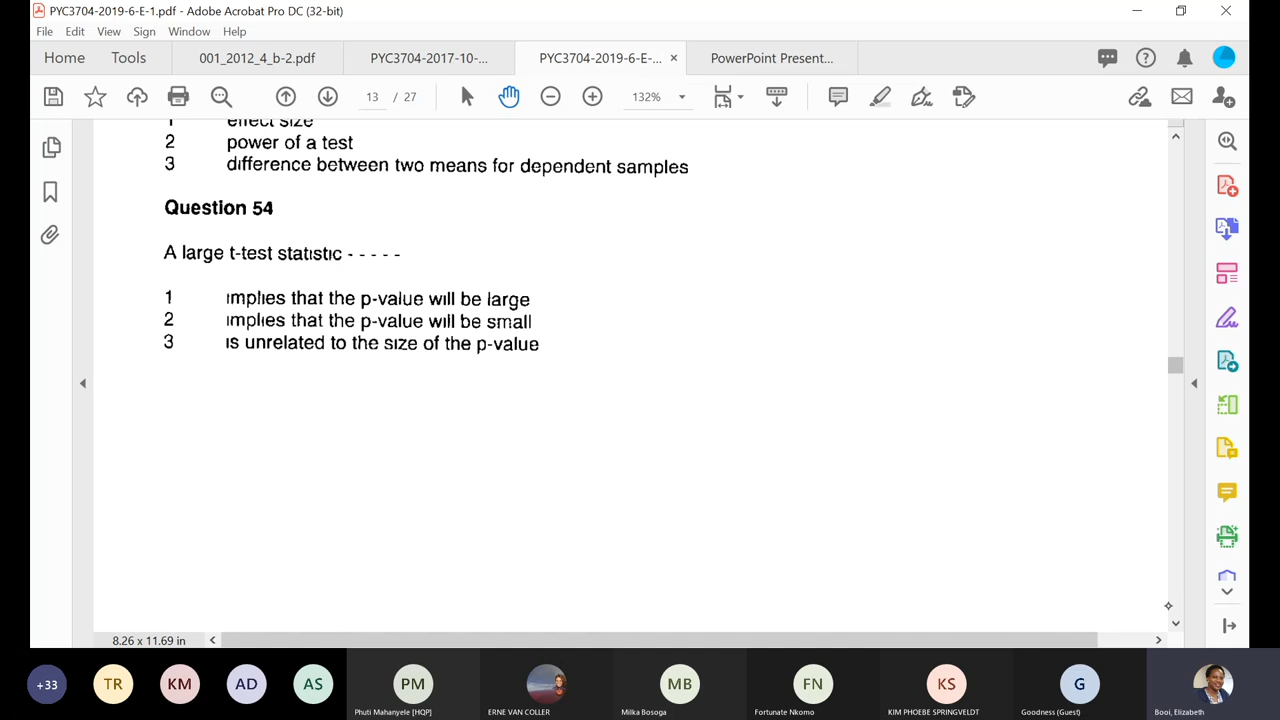 PYC3704-2019-6-E-1.pdf - Adobe Acrobat Pro DC (32-bit)
File Edit View Sign Window Help
Home Tools 001_2012_4_b-2.pdf PYC3704-2017-10-... PYC3704-2019-6-E-... × PowerPoint Present...
13 / 27 132%
1 effect size
2 power of a test
3 difference between two means for dependent samples
Question 54
A large t-test statistic - - - - -
1 implies that the p-value will be large
2 implies that the p-value will be small
3 is unrelated to the size of the p-value
8.26 x 11.69 in
+33 TR KM AD AS PM MB FN KS G
Phuti Mahanyele [HQP] ERNE VAN COLLER Milka Bosoga Fortunate Nkomo KIM PHOEBE SPRINGVELDT Goodness (Guest) Booi, Elizabeth